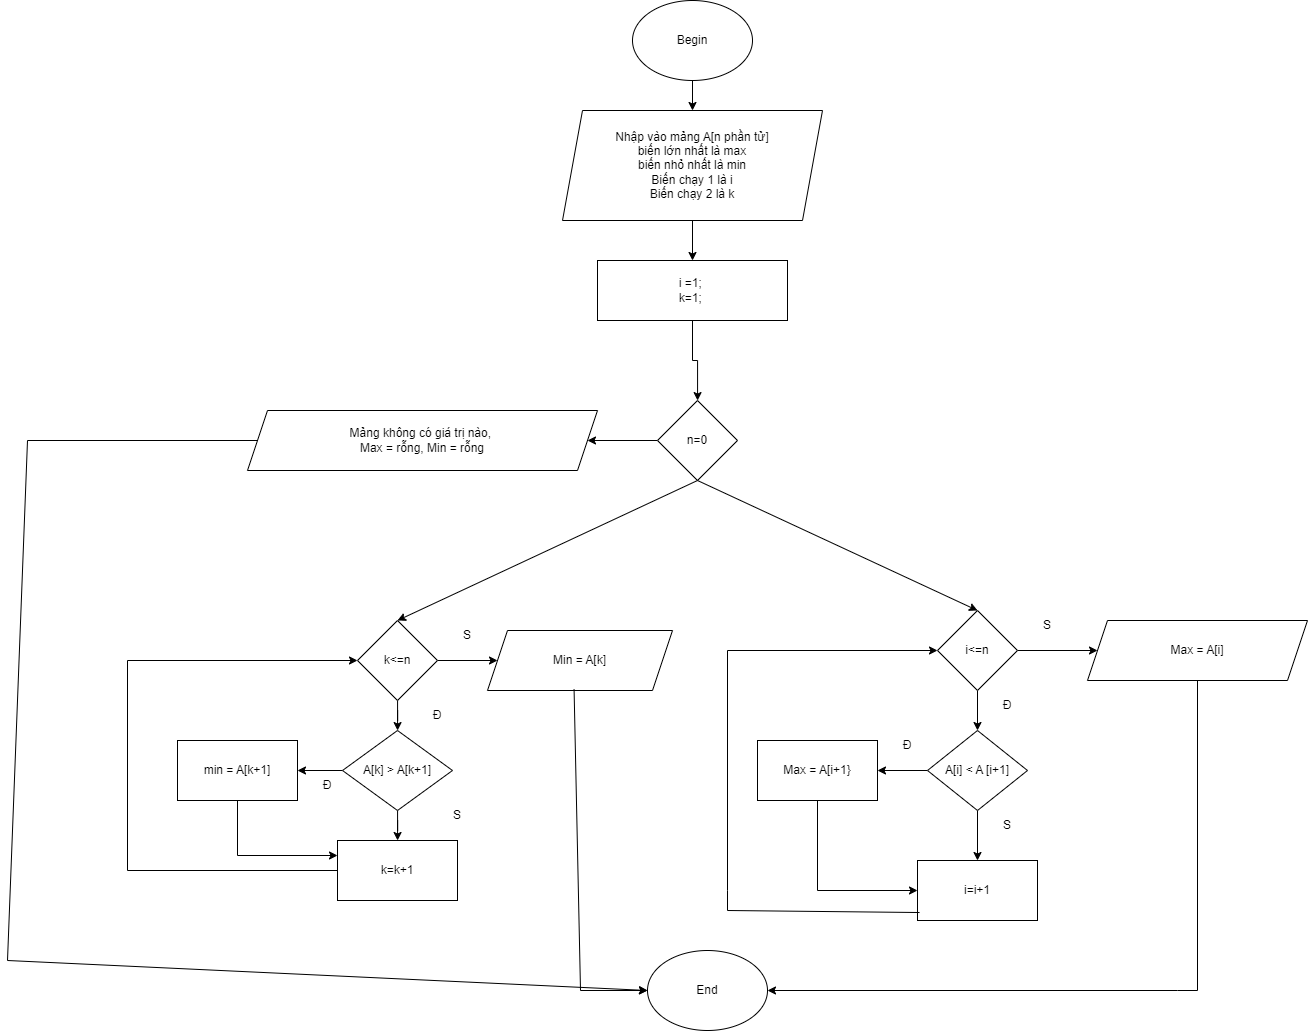 Begin
Nhập vào mảng A[n phần tử]
biến lớn nhất là max
biến nhỏ nhất là min
Biến chạy 1 là i
Biến chạy 2 là k
i =1;
k=1;
n=0
Mảng không có giá trị nào,
Max = rỗng, Min = rỗng
k<=n
S
Min = A[k]
Đ
A[k] > A[k+1]
Đ
min = A[k+1]
S
k=k+1
i<=n
S
Max = A[i]
Đ
A[i] < A [i+1]
Đ
Max = A[i+1}
S
i=i+1
End